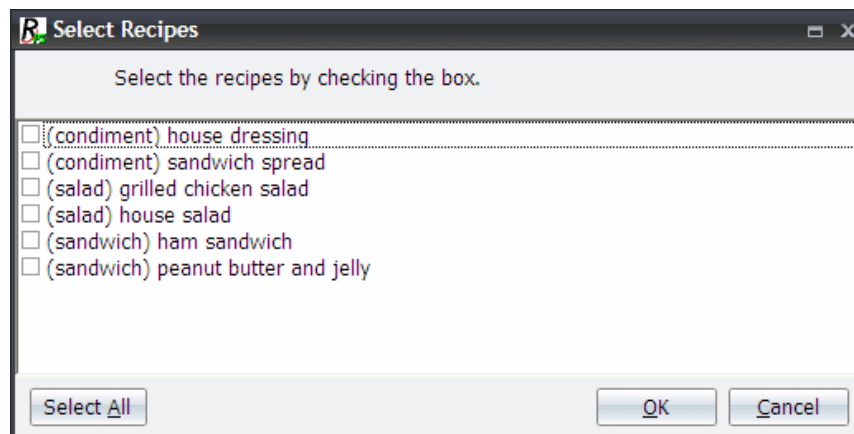 Select Recipes
Select the recipes by checking the box.
(condiment) house dressing
(condiment) sandwich spread
(salad) grilled chicken salad
(salad) house salad
(sandwich) ham sandwich
(sandwich) peanut butter and jelly
Select All OK Cancel